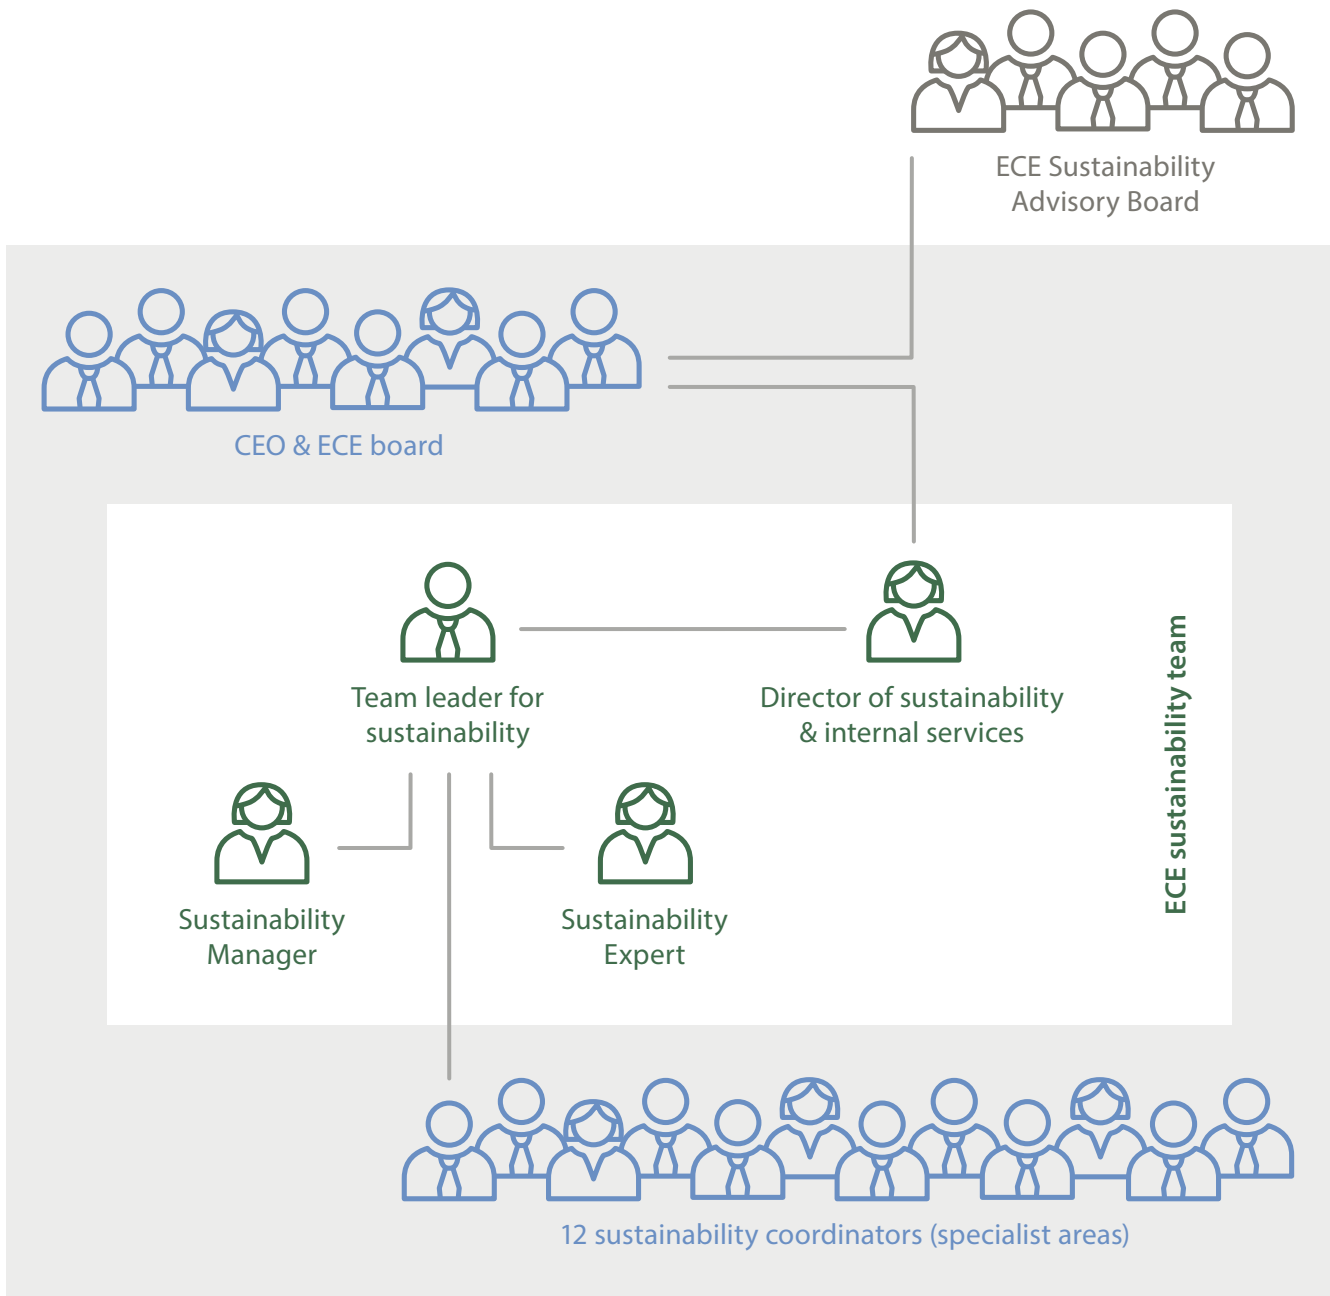 ECE Sustainability
Advisory Board
CEO & ECE board
Team leader for
sustainability
Director of sustainability
& internal services
ECE sustainability team
Sustainability
Manager
Sustainability
Expert
12 sustainability coordinators (specialist areas)